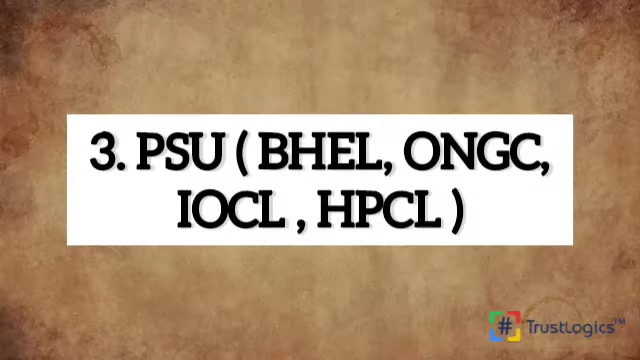 3. PSU ( BHEL, ONGC,
IOCL , HPCL )
# TrustLogics™